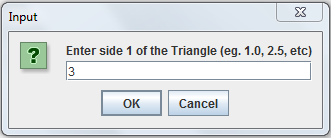 Input
Enter side 1 of the Triangle (eg. 1.0, 2.5, etc)
3
OK Cancel